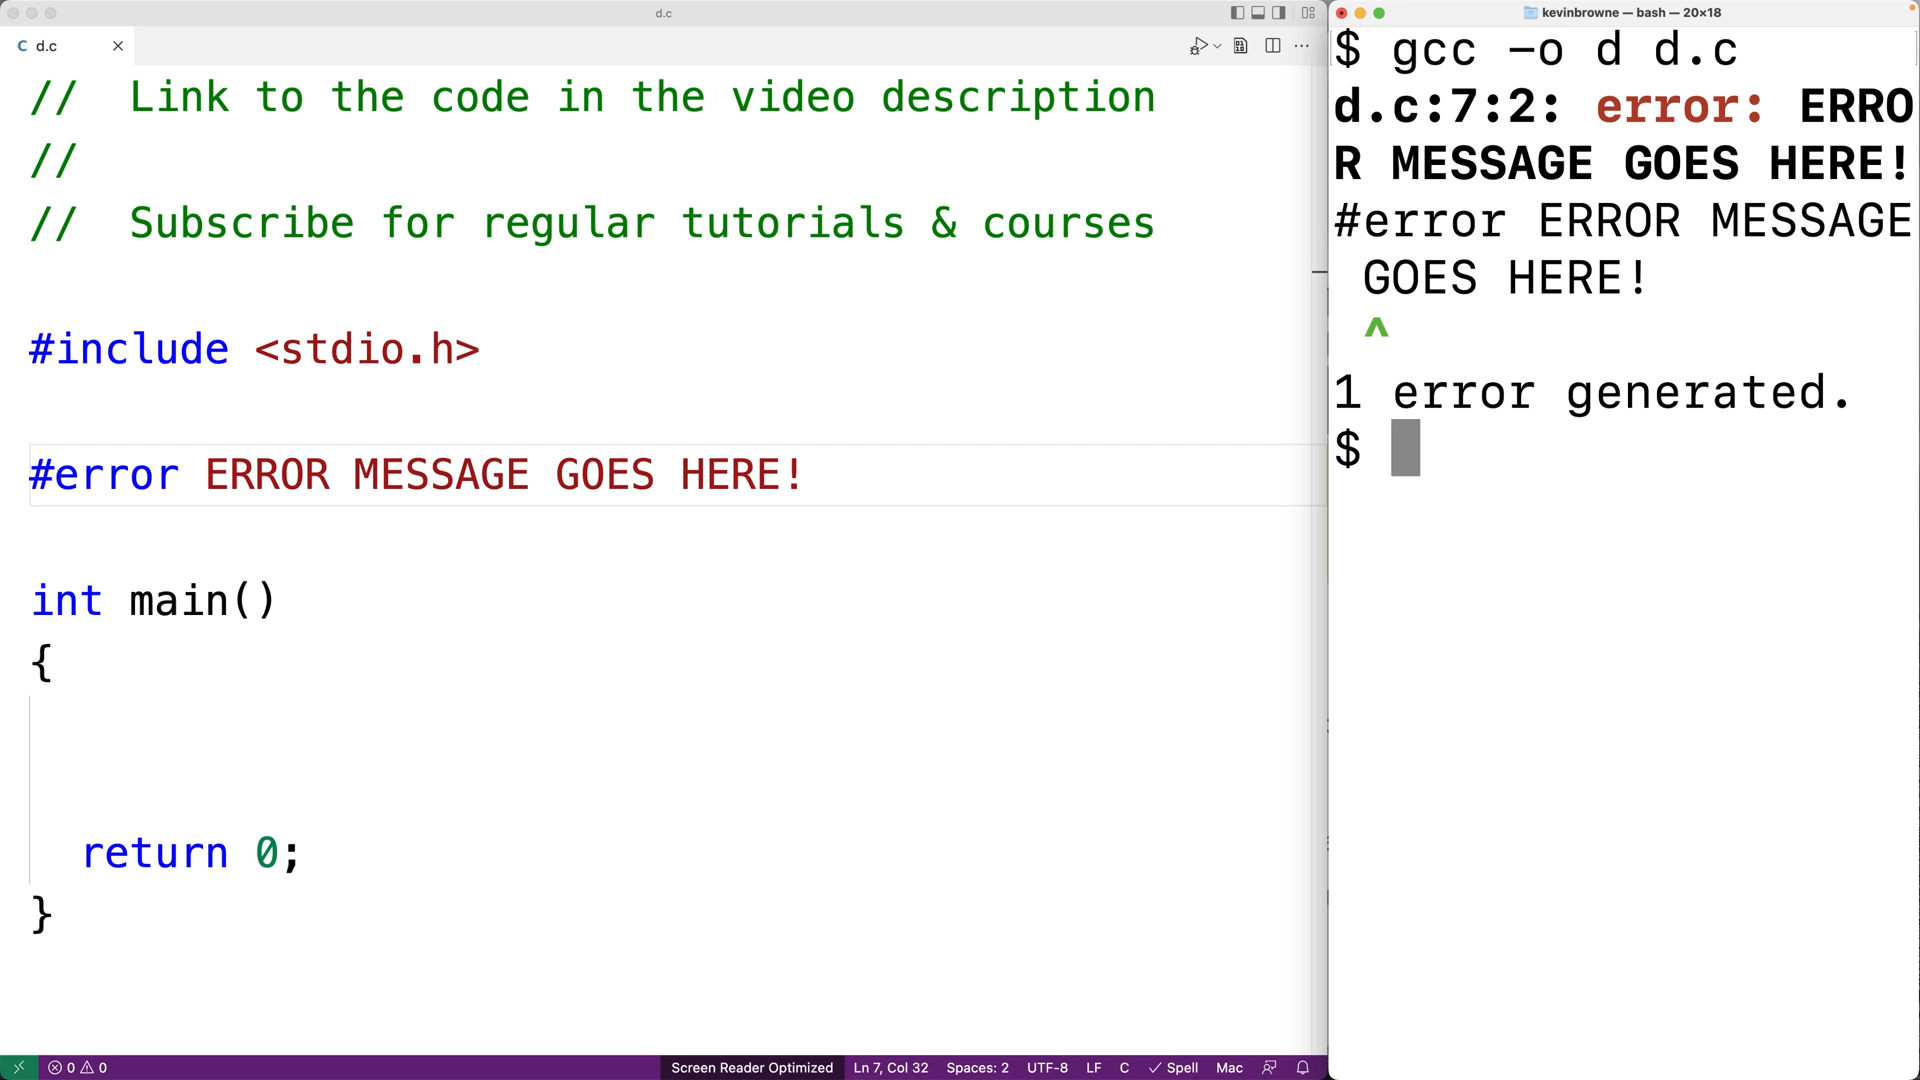 d.c
C d.c
// Link to the code in the video description
//
// Subscribe for regular tutorials & courses
#include <stdio.h>
#error ERROR MESSAGE GOES HERE!
int main()
{
return 0;
}
0 0
Screen Reader Optimized Ln 7, Col 32 Spaces: 2 UTF-8 LF C Spell Mac
kevinbrowne — bash — 20×18
$ gcc -o d d.c
d.c:7:2: error: ERRO
R MESSAGE GOES HERE!
#error ERROR MESSAGE
GOES HERE!
^
1 error generated.
$